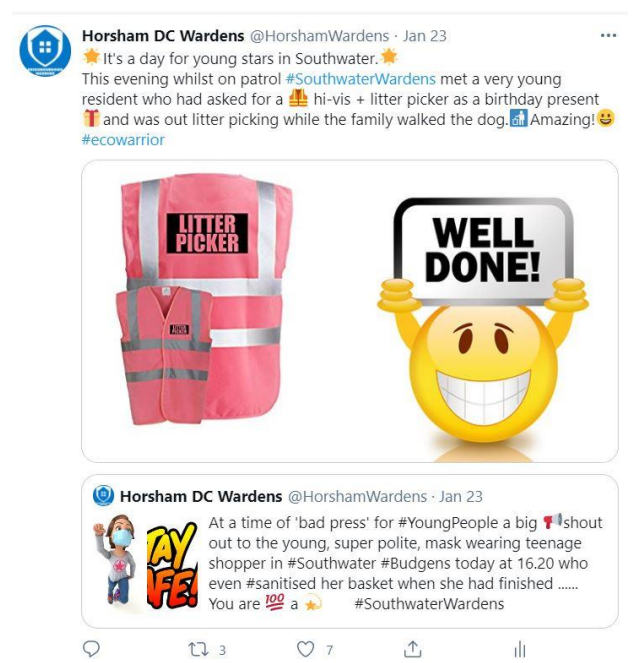 Horsham DC Wardens @HorshamWardens · Jan 23
🌟It's a day for young stars in Southwater.🌟
This evening whilst on patrol #SouthwaterWardens met a very young
resident who had asked for a 🦺 hi-vis + litter picker as a birthday present
🎁and was out litter picking while the family walked the dog.🚮Amazing!😀
#ecowarrior
LITTER
PICKER
LITTER
PICKER
WELL
DONE!
Horsham DC Wardens @HorshamWardens · Jan 23
At a time of 'bad press' for #YoungPeople a big 📢shout
out to the young, super polite, mask wearing teenage
shopper in #Southwater #Budgens today at 16.20 who
even #sanitised her basket when she had finished ......
You are 💯 a 💫 #SouthwaterWardens
TAY
FE!
3
7